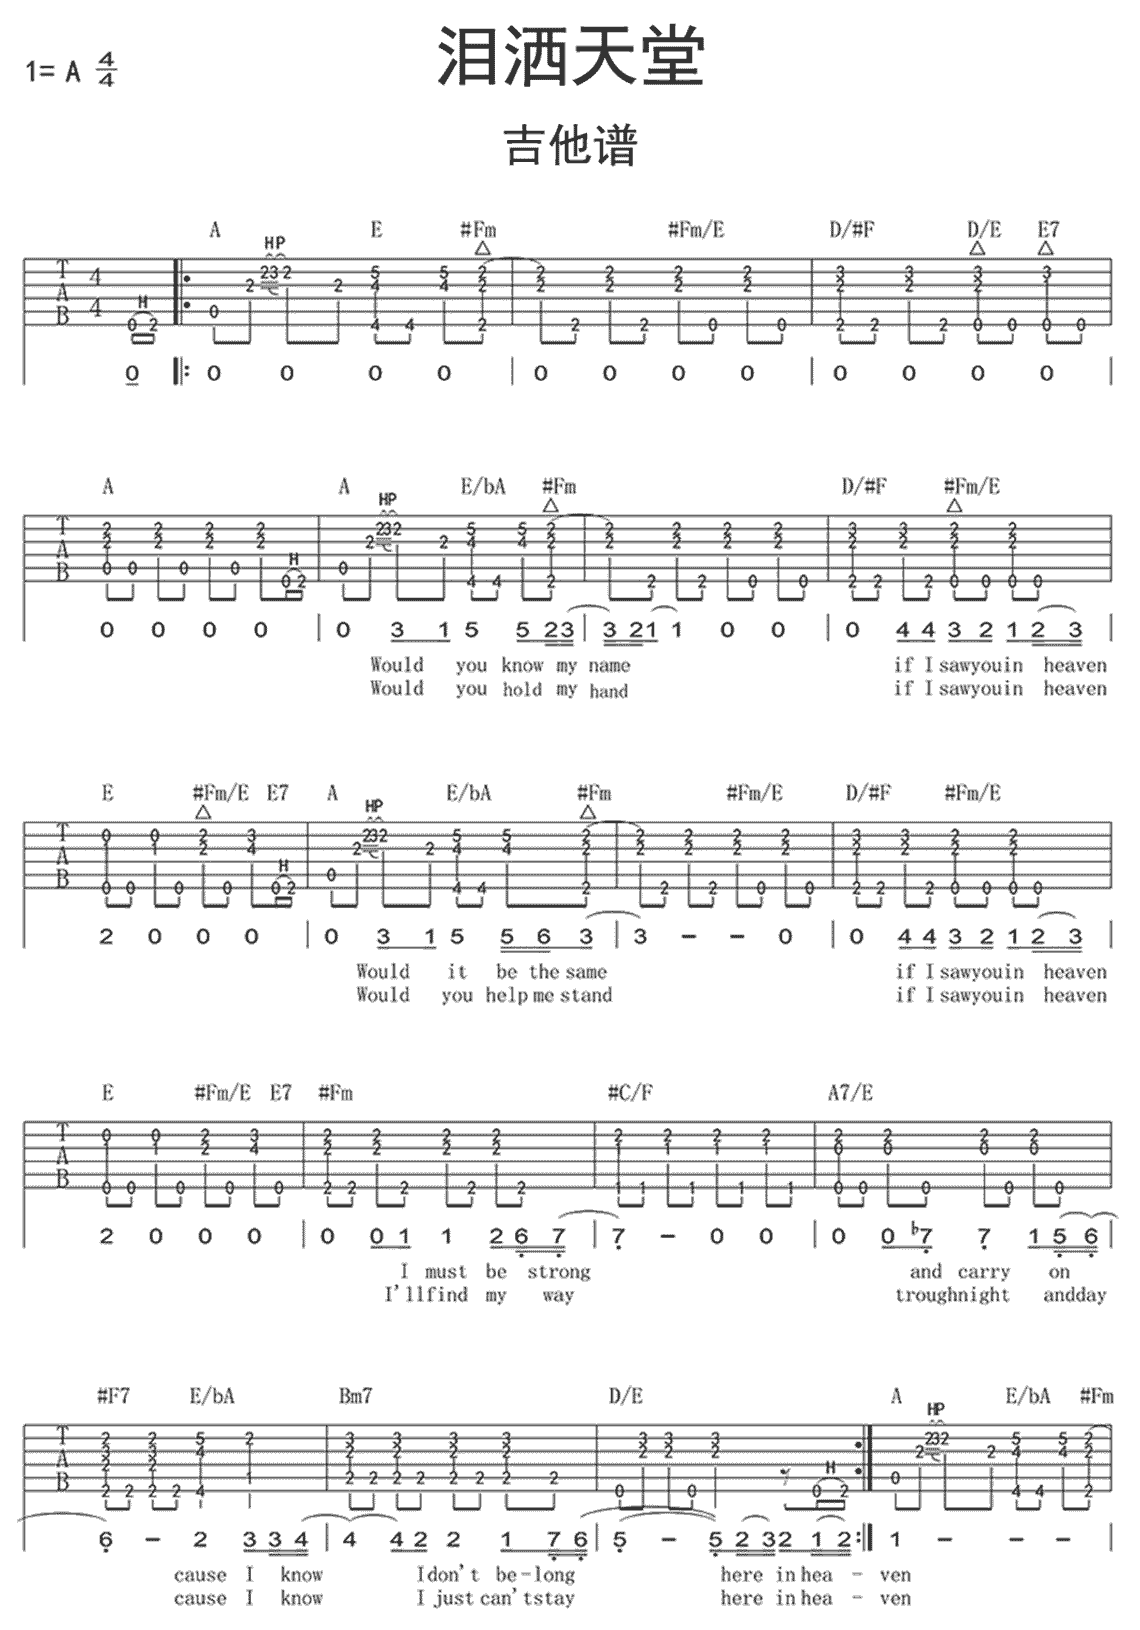 泪洒天堂
1= A 4/4
吉他谱
A E #Fm #Fm/E D/#F D/E E7
H P
T A B 4 4
H
0 0 0 0 0 0 0 0 0 0 0 0 0
A A E/bA #Fm D/#F #Fm/E
HP
T A B
H
0 0 0 0 0 3 1 5 5 2 3 3 2 1 1 0 0 0 4 4 3 2 1 2 3
Would you know my name if I sawyouin heaven
Would you hold my hand if I sawyouin heaven
E #Fm/E E7 A E/bA #Fm #Fm/E D/#F #Fm/E
HP
T A B
H
2 0 0 0 0 3 1 5 5 6 3 3 - - 0 0 4 4 3 2 1 2 3
Would it be the same if I sawyouin heaven
Would you help me stand if I sawyouin heaven
E #Fm/E E7 #Fm #C/F A7/E
T A B
2 0 0 0 0 0 1 1 2 6 7 7 - 0 0 0 0 b7 7 1 5 6
I must be strong and carry on
I'llfind my way troughnight andday
#F7 E/bA Bm7 D/E A E/bA #Fm
HP
T A B
H
6 - 2 3 3 4 4 4 2 2 1 7 6 5 - 5 2 3 2 1 2 1 - - -
cause I know Idon't be-long here in hea - ven
cause I know I just can'tstay here in hea - ven